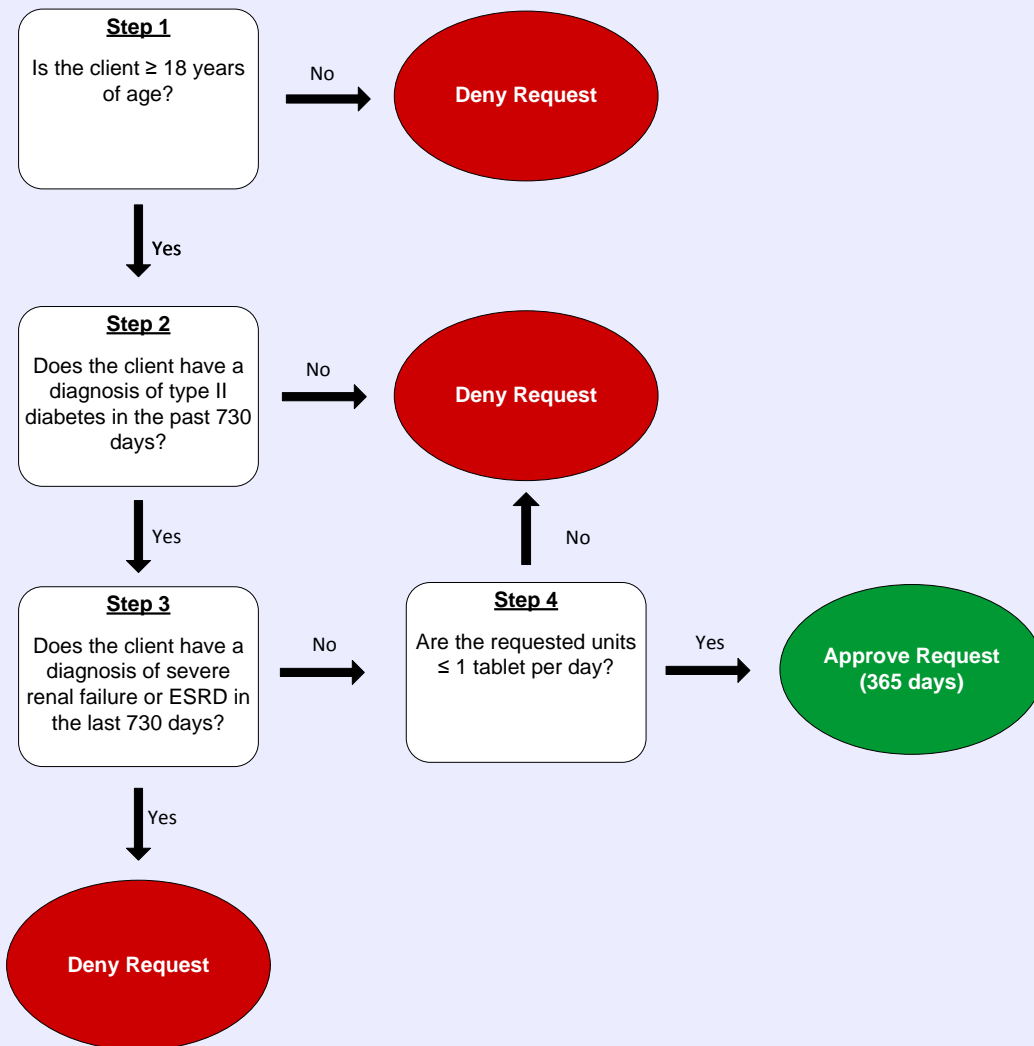 Step 1
Is the client ≥ 18 years
of age?
No
Deny Request
Yes
Step 2
Does the client have a
diagnosis of type II
diabetes in the past 730
days?
No
Deny Request
Yes
No
Step 3
Does the client have a
diagnosis of severe
renal failure or ESRD in
the last 730 days?
No
Step 4
Are the requested units
≤ 1 tablet per day?
Yes
Approve Request
(365 days)
Yes
Deny Request